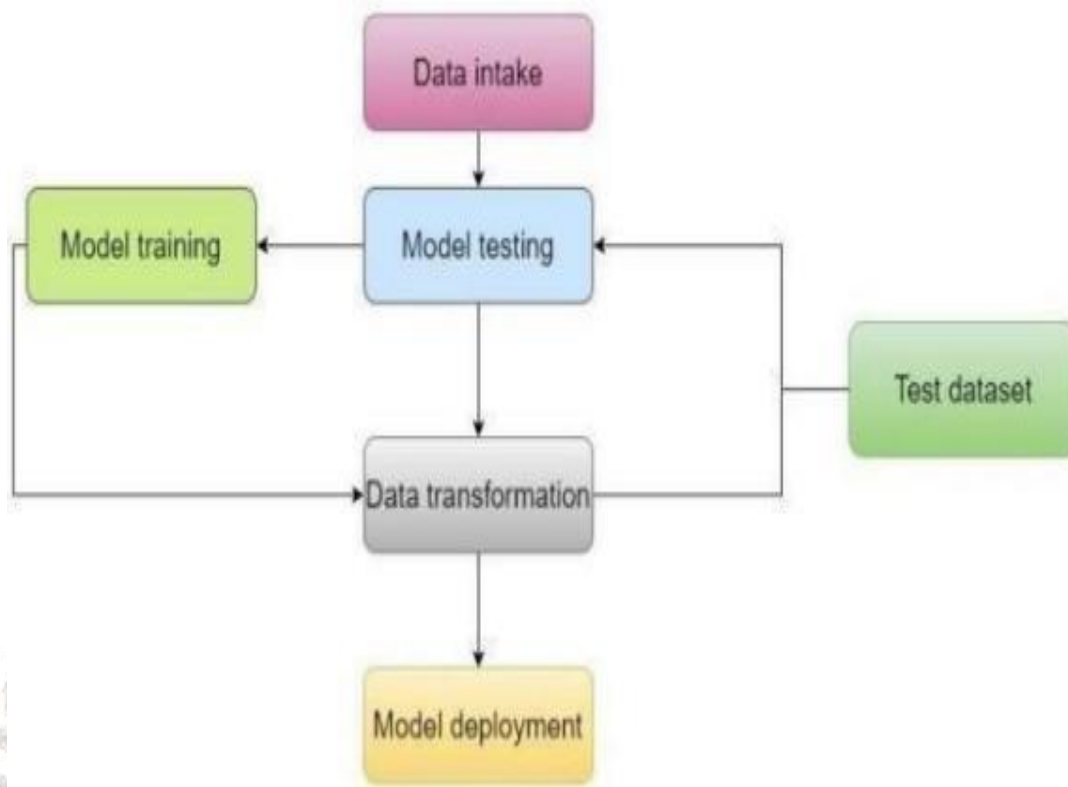 Data intake
Model training
Model testing
Test dataset
Data transformation
Model deployment